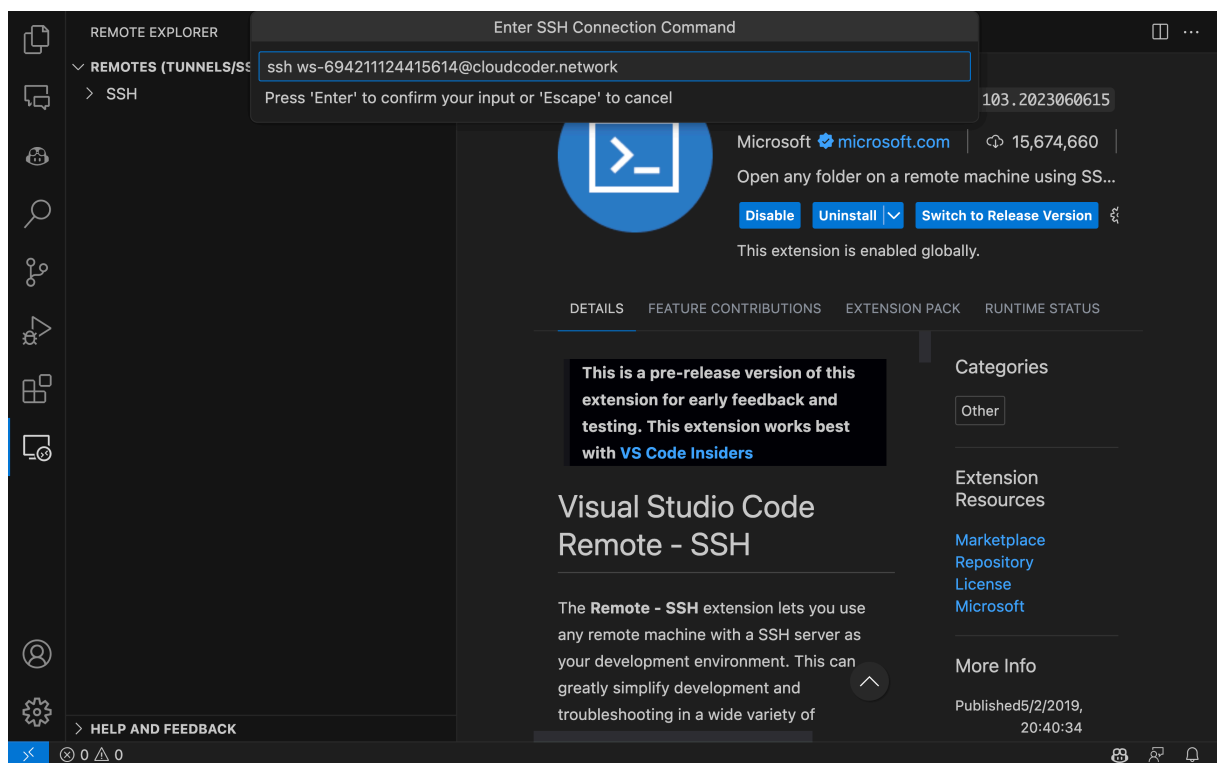 REMOTE EXPLORER
Enter SSH Connection Command
ssh ws-694211124415614@cloudcoder.network
Press 'Enter' to confirm your input or 'Escape' to cancel
REMOTES (TUNNELS/SS
SSH
103.2023060615
Microsoft microsoft.com 15,674,660
Open any folder on a remote machine using SS...
Disable Uninstall Switch to Release Version
This extension is enabled globally.
DETAILS FEATURE CONTRIBUTIONS EXTENSION PACK RUNTIME STATUS
This is a pre-release version of this
extension for early feedback and
testing. This extension works best
with VS Code Insiders
Visual Studio Code
Remote - SSH
The Remote - SSH extension lets you use
any remote machine with a SSH server as
your development environment. This can
greatly simplify development and
troubleshooting in a wide variety of
Categories
Other
Extension
Resources
Marketplace
Repository
License
Microsoft
More Info
Published5/2/2019,
20:40:34
HELP AND FEEDBACK
0 0